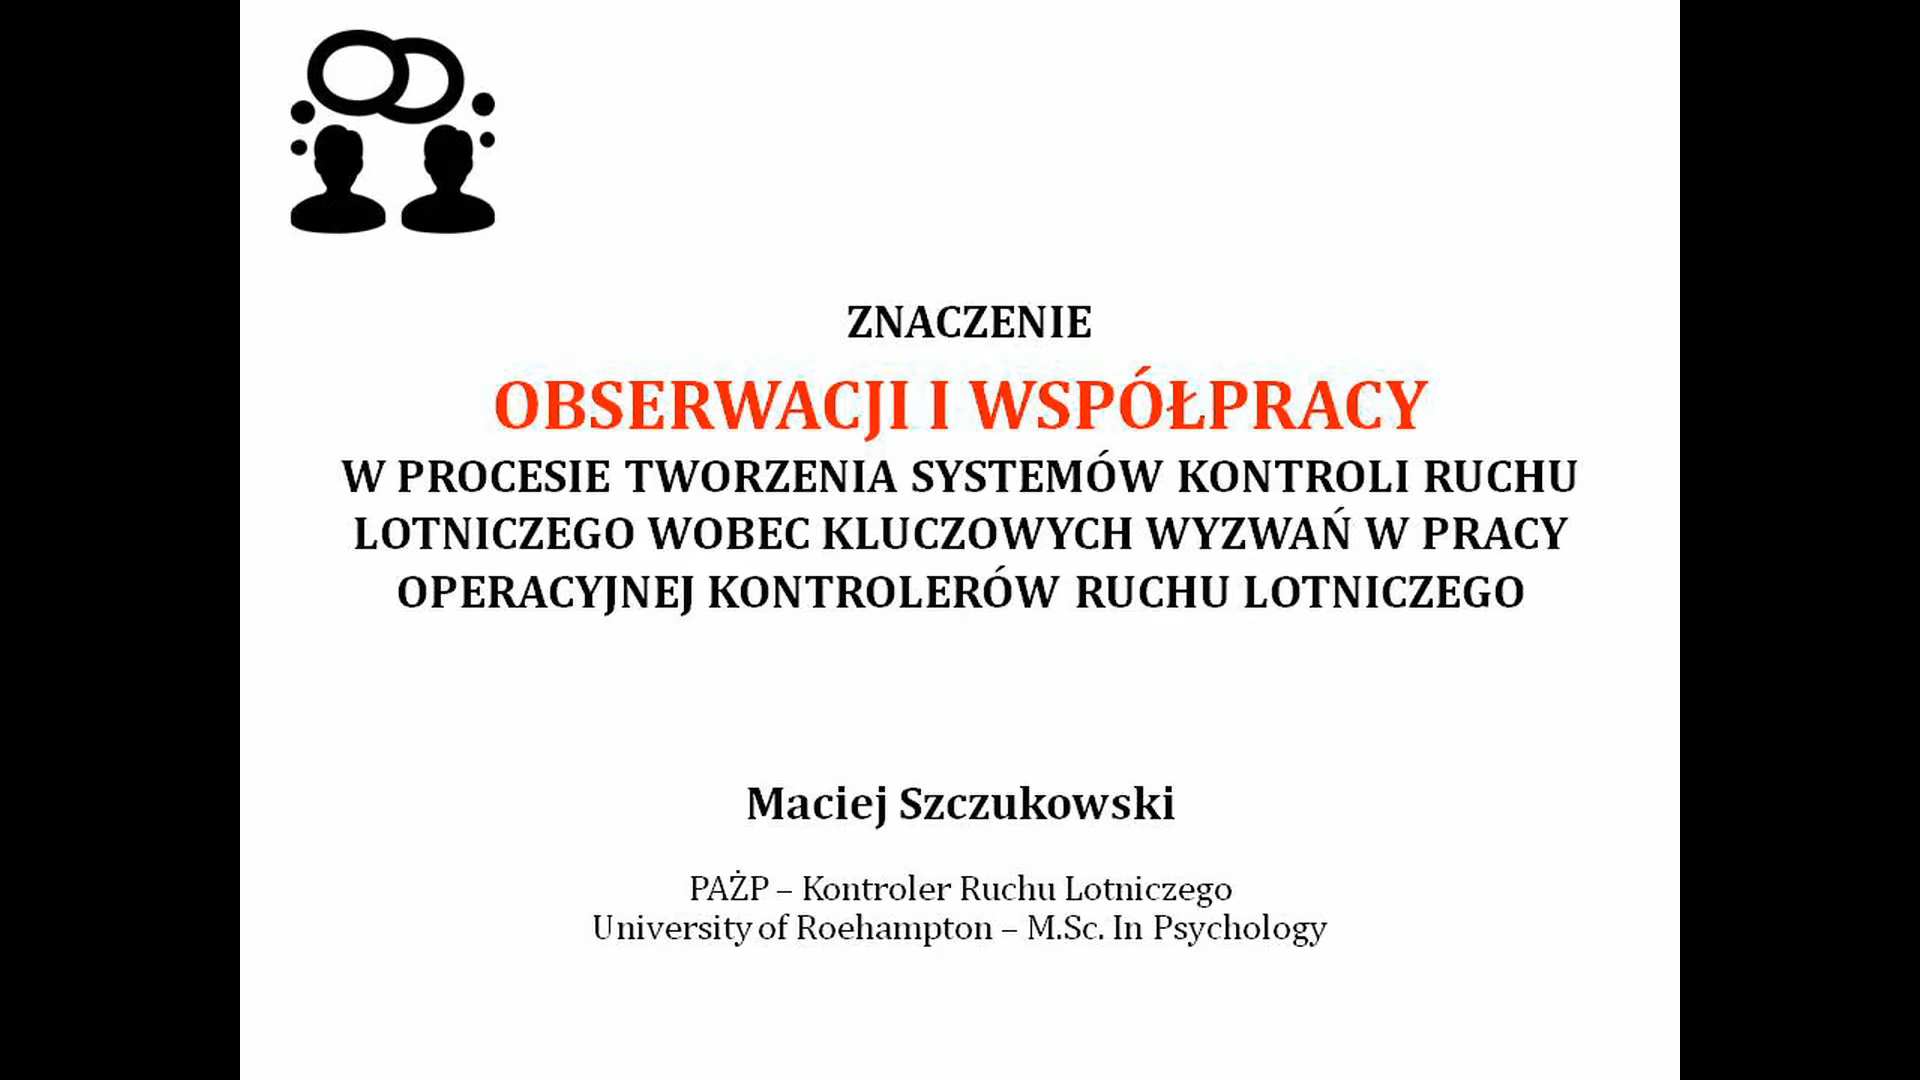 ZNACZENIE
OBSERWACJI I WSPÓŁPRACY
W PROCESIE TWORZENIA SYSTEMÓW KONTROLI RUCHU
LOTNICZEGO WOBEC KLUCZOWYCH WYZWAŃ W PRACY
OPERACYJNEJ KONTROLERÓW RUCHU LOTNICZEGO
Maciej Szczukowski
PAŻP – Kontroler Ruchu Lotniczego
University of Roehampton – M.Sc. In Psychology